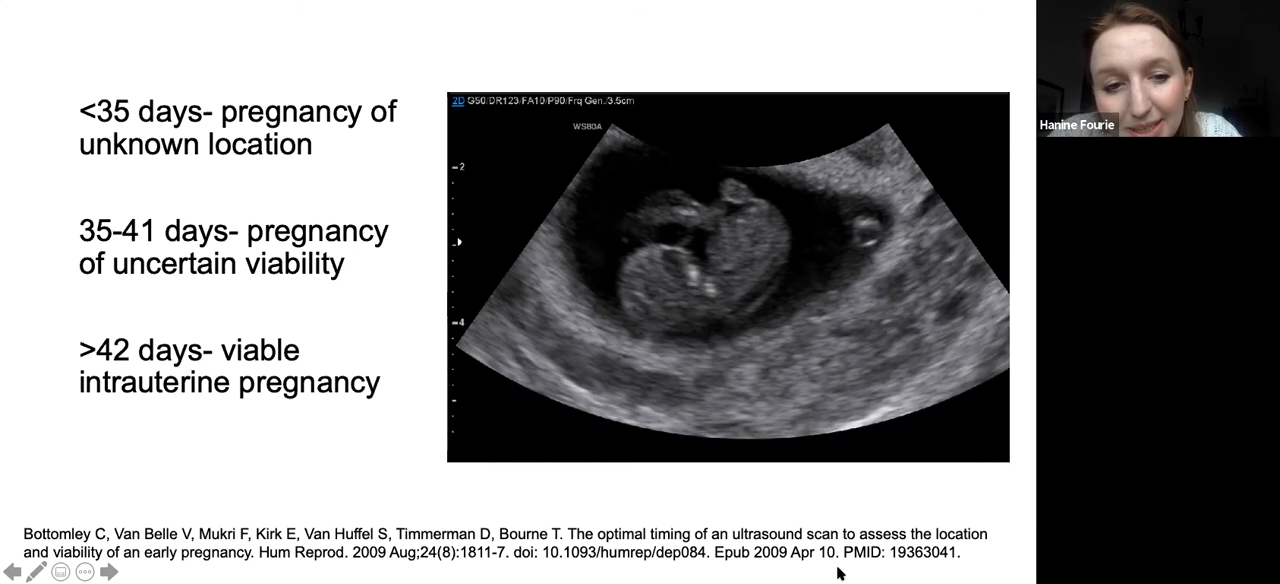 <35 days- pregnancy of
unknown location
35-41 days- pregnancy
of uncertain viability
>42 days- viable
intrauterine pregnancy
2D G50/DR123/FA10/P90/Frq Gen./3.5cm
WS80A
2
4
Hanine Fourie
Bottomley C, Van Belle V, Mukri F, Kirk E, Van Huffel S, Timmerman D, Bourne T. The optimal timing of an ultrasound scan to assess the location
and viability of an early pregnancy. Hum Reprod. 2009 Aug;24(8):1811-7. doi: 10.1093/humrep/dep084. Epub 2009 Apr 10. PMID: 19363041.